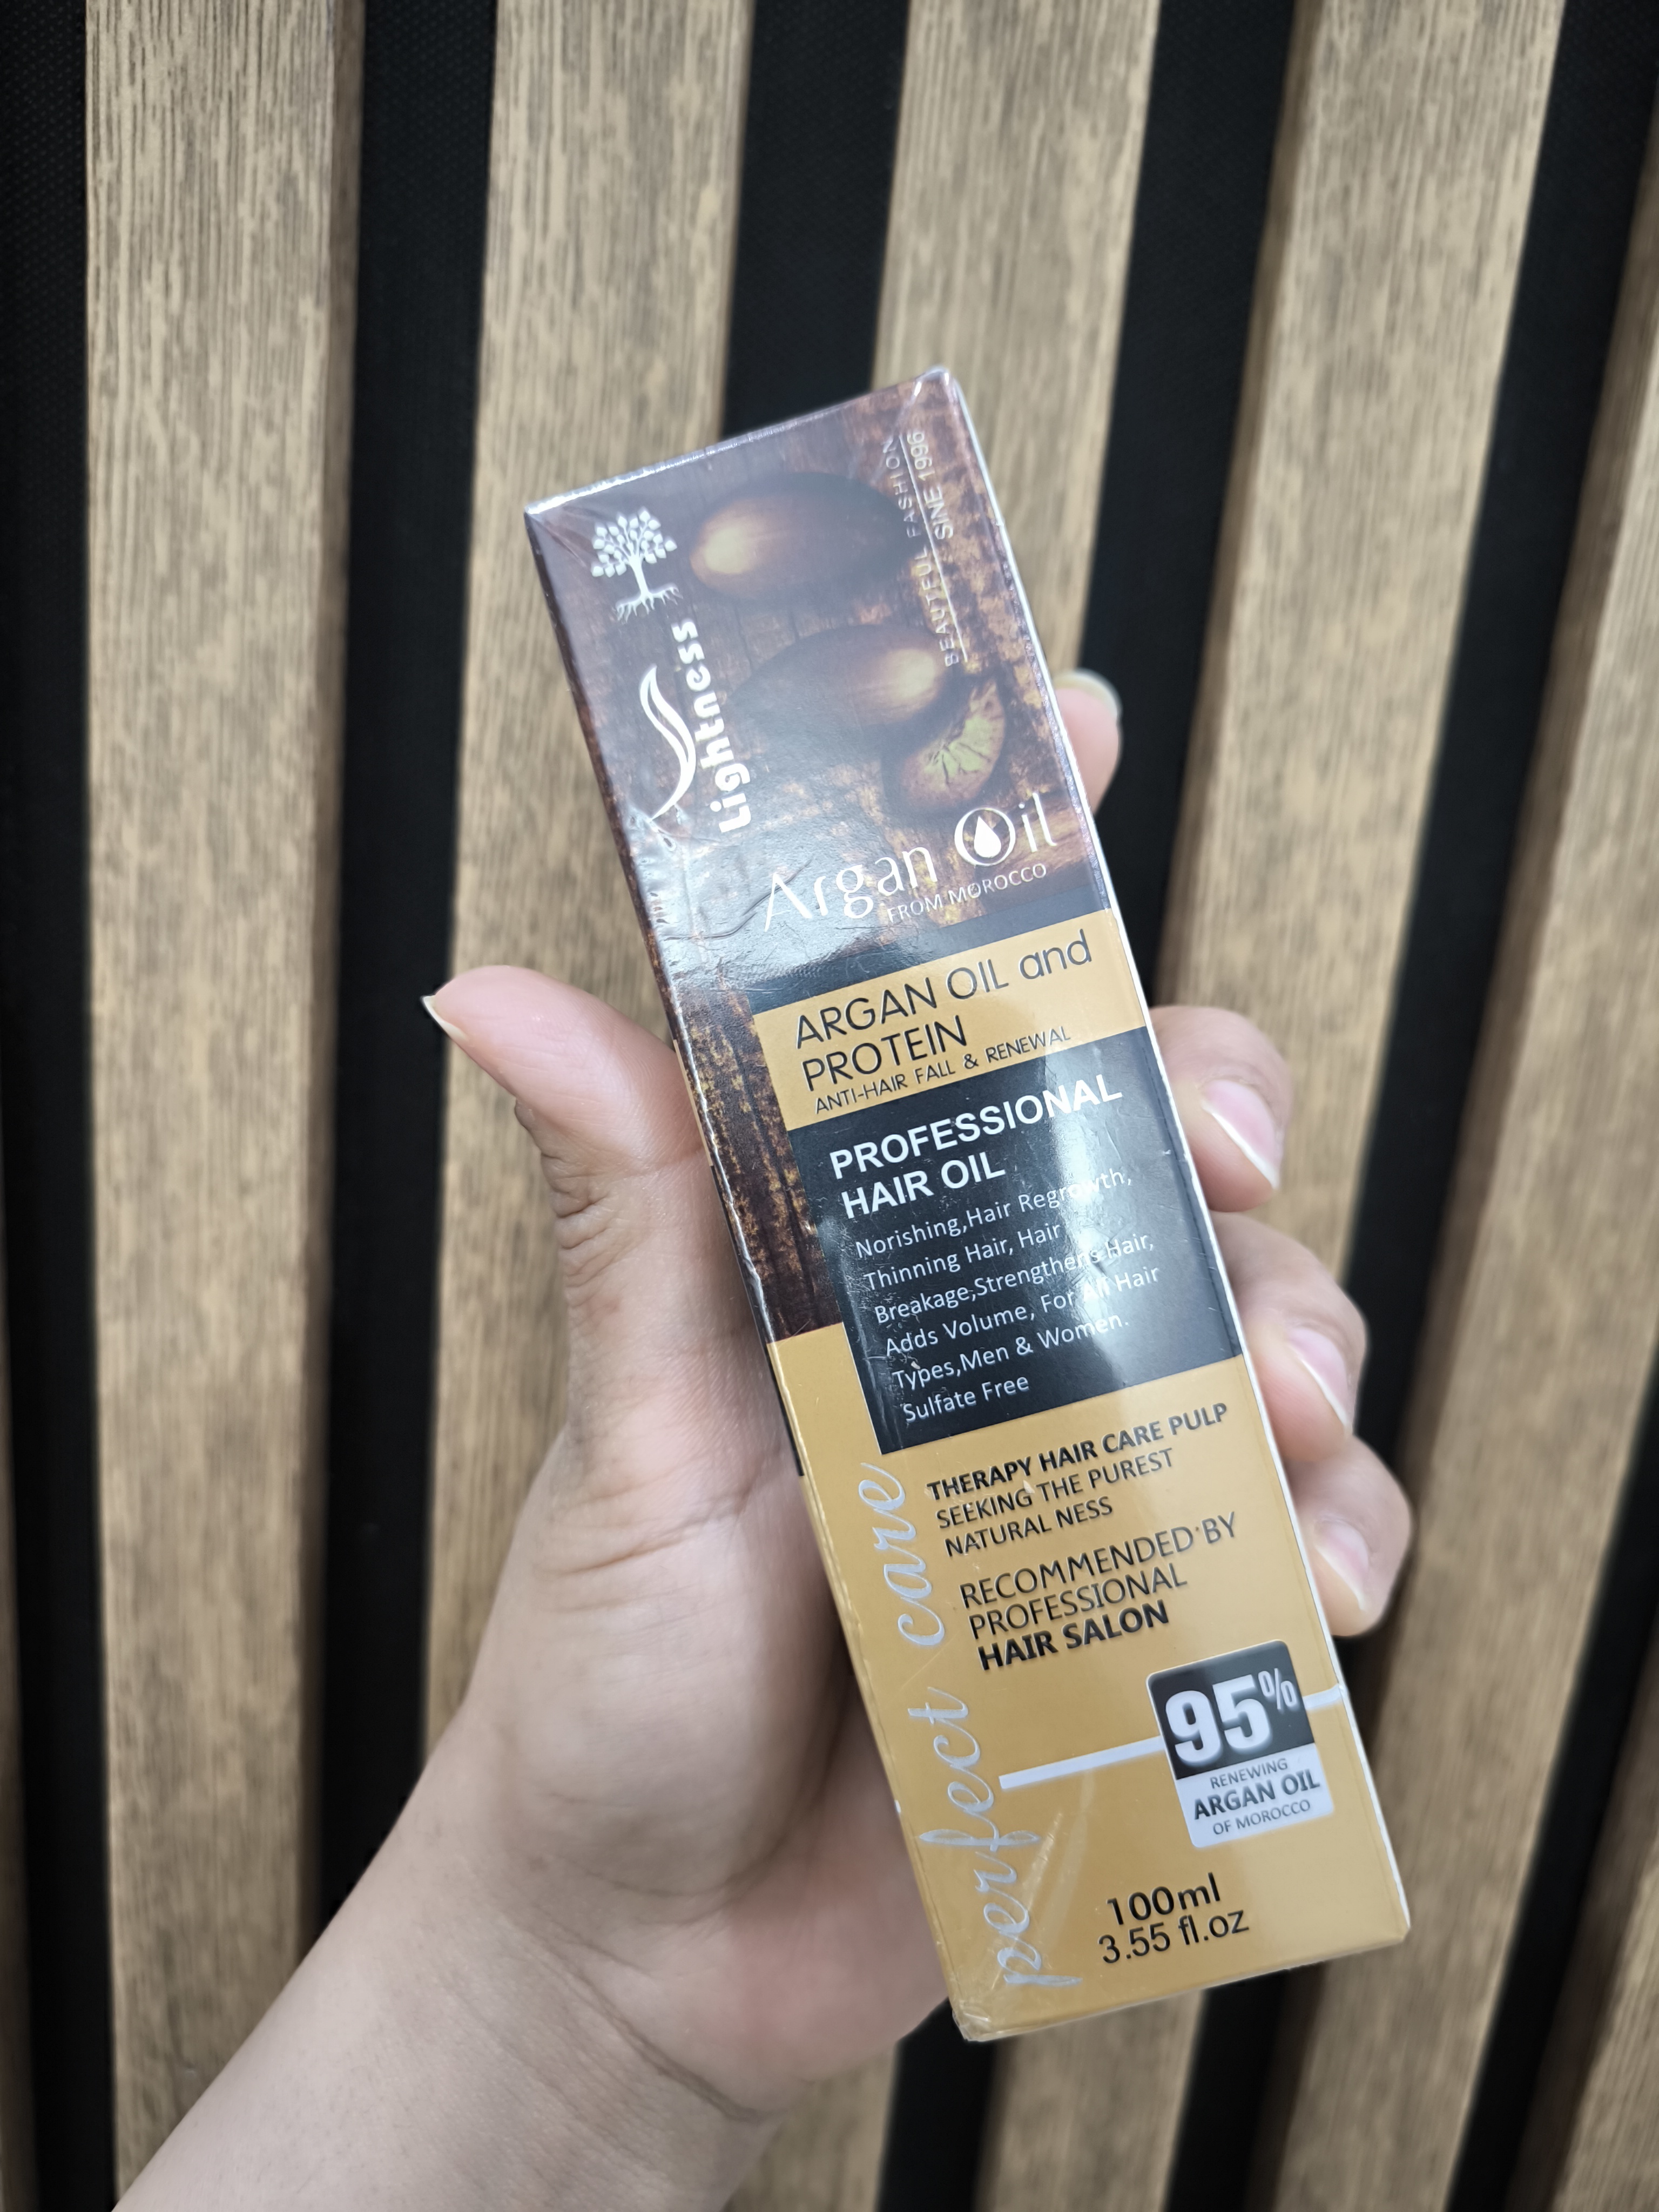 Lightness
BEAUTIFUL FASHION
SINE 1996
Argan Oil
FROM MOROCCO
ARGAN OIL and
PROTEIN
ANTI-HAIR FALL & RENEWAL
PROFESSIONAL
HAIR OIL
Norishing,Hair Regrowth,
Thinning Hair, Hair
Breakage,Strengthens Hair,
Adds Volume, For All Hair
Types,Men & Women.
Sulfate Free
perfect care
THERAPY HAIR CARE PULP
SEEKING THE PUREST
NATURAL NESS
RECOMMENDED BY
PROFESSIONAL
HAIR SALON
95%
RENEWING
ARGAN OIL
OF MOROCCO
100ml
3.55 fl.oz